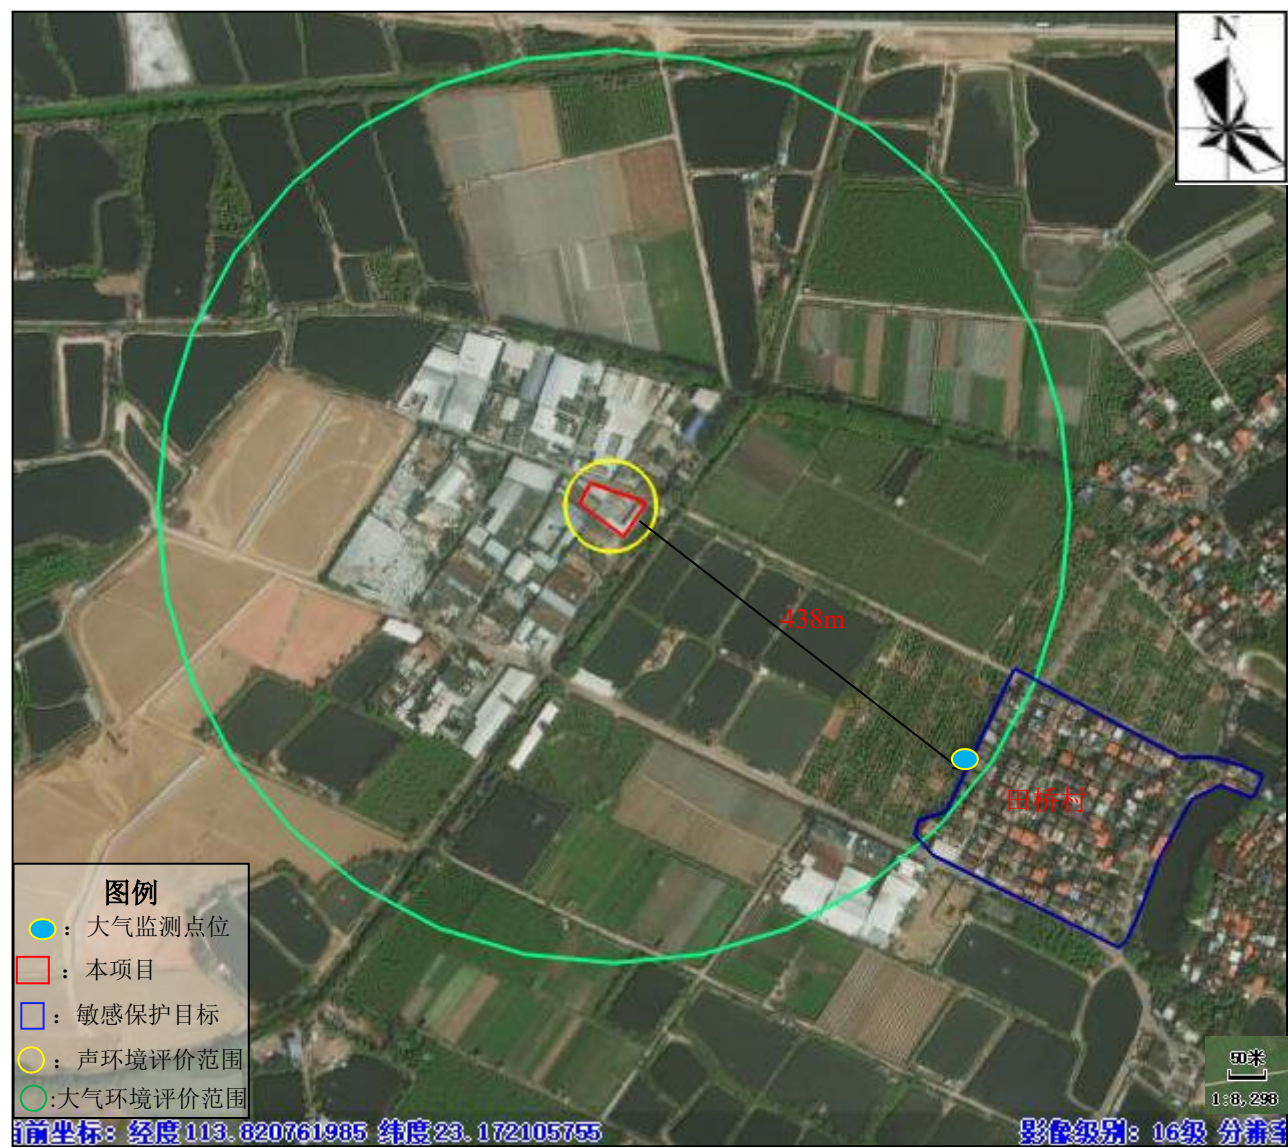 N
438m
田桥村
图例
：大气监测点位
：本项目
：敏感保护目标
：声环境评价范围
:大气环境评价范围
50米
1:8,298
当前坐标：经度113.820761985 纬度23.172105755
影像级别：16级